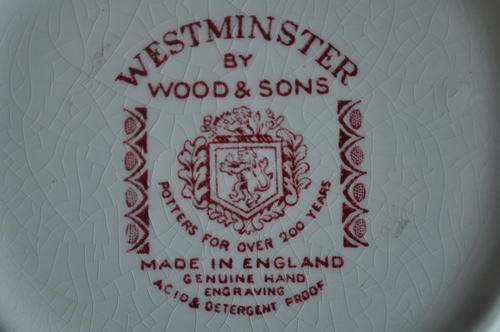 WESTMINSTER
BY
WOOD & SONS
POTTERS FOR OVER 200 YEARS
MADE IN ENGLAND
GENUINE HAND
ENGRAVING
ACID & DETERGENT PROOF